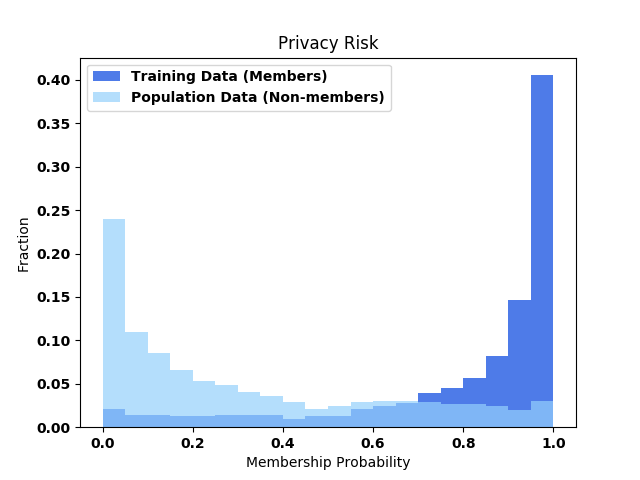 Privacy Risk
Training Data (Members)
Population Data (Non-members)
0.40
0.35
0.30
0.25
0.20
0.15
0.10
0.05
0.00
Fraction
0.0 0.2 0.4 0.6 0.8 1.0
Membership Probability